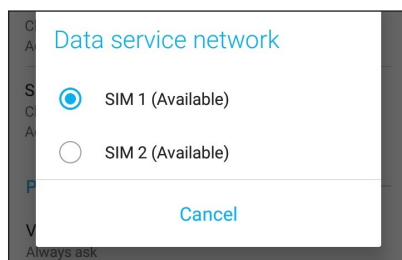 Data service network
SIM 1 (Available)
SIM 2 (Available)
Cancel
Always ask